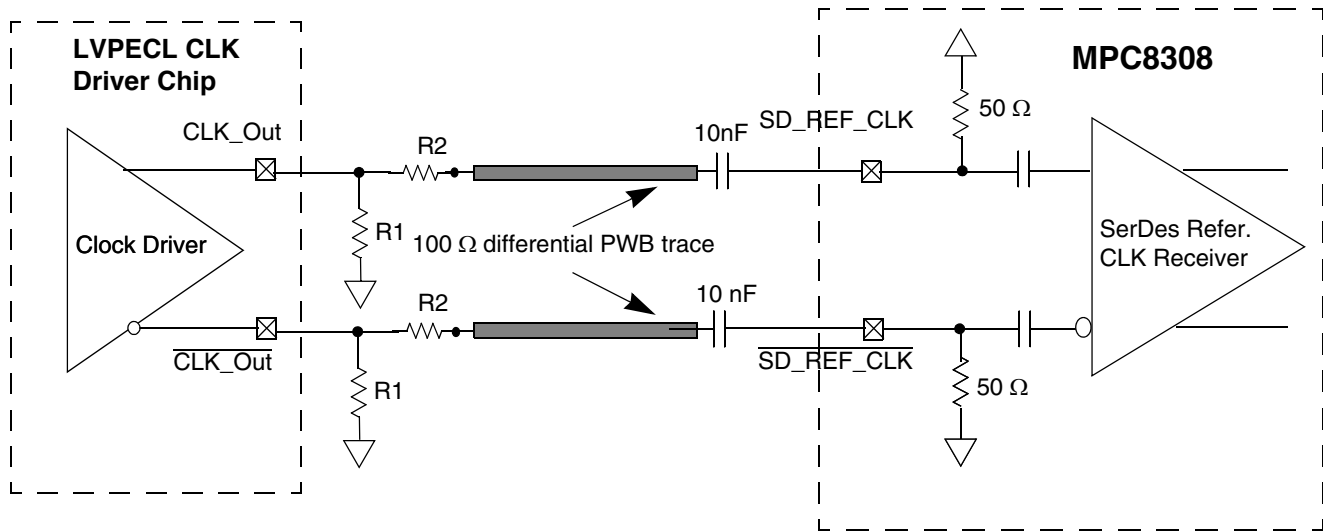 LVPECL CLK
Driver Chip
MPC8308
CLK_Out
R2
10nF
SD_REF_CLK
50 Ω
Clock Driver
R1
100 Ω differential PWB trace
SerDes Refer.
CLK Receiver
R2
10 nF
CLK_Out
SD_REF_CLK
R1
50 Ω